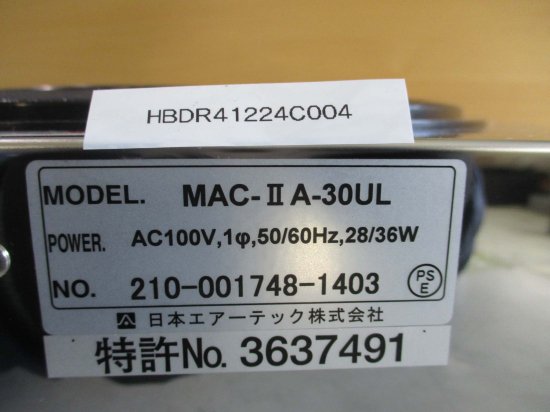 HBDR41224C004
MODEL. MAC-ⅡA-30UL
POWER. AC100V,1φ,50/60Hz,28/36W
NO. 210-001748-1403
PS E
日本エアーテック株式会社
特許No. 3637491